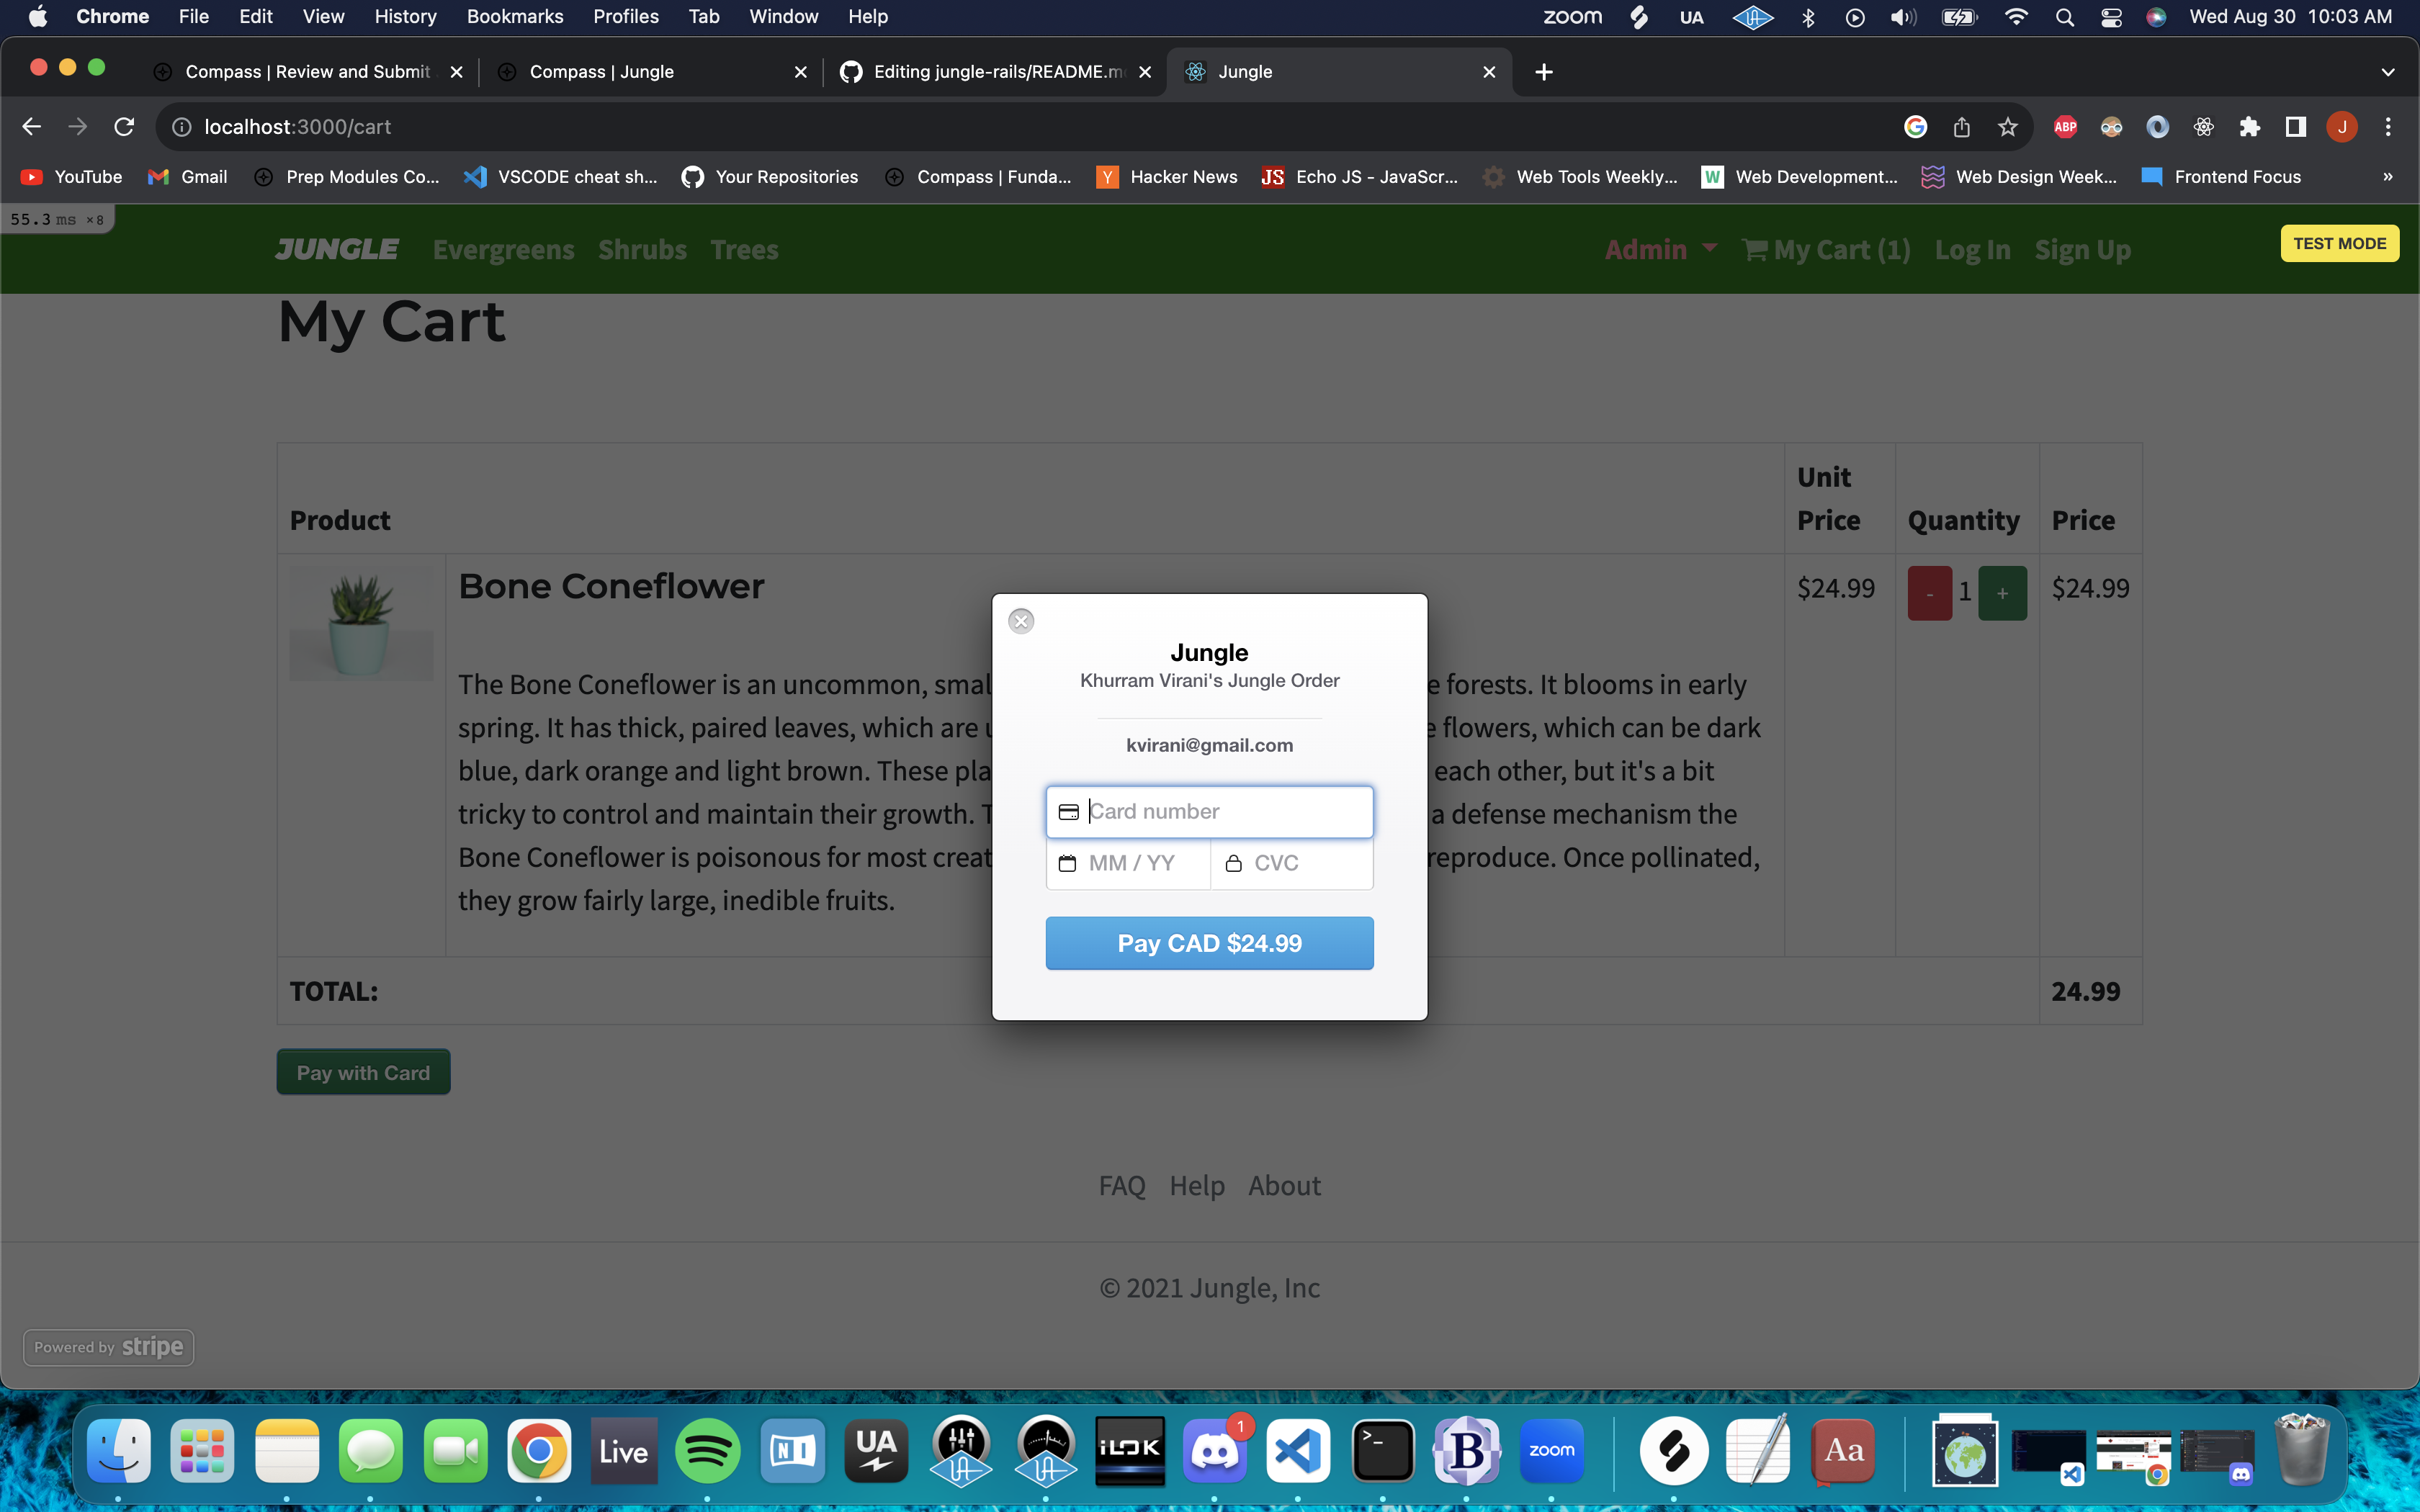 Chrome File Edit View History Bookmarks Profiles Tab Window Help
zoom UA Wed Aug 30 10:03 AM
Compass | Review and Submit
Compass | Jungle
Editing jungle-rails/README.m
Jungle
localhost:3000/cart
ABP
J
YouTube Gmail Prep Modules Co... VSCODE cheat sh... Your Repositories Compass | Funda... Y Hacker News JS Echo JS - JavaScr... Web Tools Weekly... W Web Development... Web Design Week... Frontend Focus »
55.3 ms ×8
JUNGLE Evergreens Shrubs Trees Admin My Cart (1) Log In Sign Up
TEST MODE
My Cart
Product Unit Price Quantity Price
Bone Coneflower
$24.99 - 1 + $24.99
The Bone Coneflower is an uncommon, smal
e forests. It blooms in early
spring. It has thick, paired leaves, which are u
e flowers, which can be dark
blue, dark orange and light brown. These pla
each other, but it's a bit
tricky to control and maintain their growth. T
a defense mechanism the
Bone Coneflower is poisonous for most creat
reproduce. Once pollinated,
they grow fairly large, inedible fruits.
TOTAL: 24.99
Jungle
Khurram Virani's Jungle Order
kvirani@gmail.com
Card number
MM / YY CVC
Pay CAD $24.99
Pay with Card
FAQ Help About
© 2021 Jungle, Inc
Powered by stripe
Live NI UA iLOK 1 >_ B zoom Aa